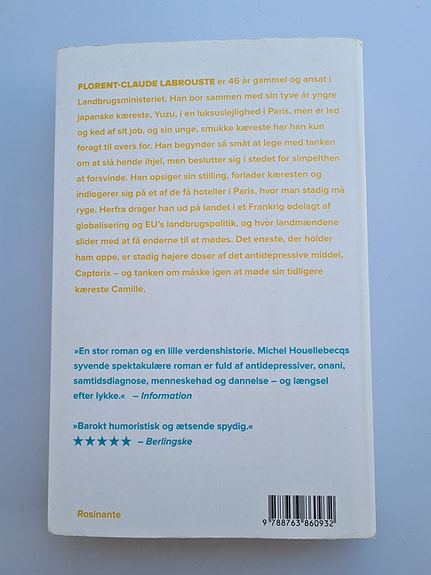 FLORENT-CLAUDE LABROUSTE er 46 år gammel og ansat i
Landbrugsministeriet. Han bor sammen med sin tyve år yngre
japanske kæreste, Yuzu, i en luksuslejlighed i Paris, men er led
og ked af sit job, og sin unge, smukke kæreste har han kun
foragt til overs for. Han begynder så småt at lege med tanken
om at slå hende ihjel, men beslutter sig i stedet for simpelthen
at forsvinde. Han opsiger sin stilling, forlader kæresten og
indlogerer sig på et af de få hoteller i Paris, hvor man stadig må
ryge. Herfra drager han ud på landet i et Frankrig ødelagt af
globalisering og EU's landbrugspolitik, og hvor landmændene
slider med at få enderne til at mødes. Det eneste, der holder
ham oppe, er stadig højere doser af det antidepressive middel,
Captorix – og tanken om måske igen at møde sin tidligere
kæreste Camille.
»En stor roman og en lille verdenshistorie. Michel Houellebecqs
syvende spektakulære roman er fuld af antidepressiver, onani,
samtidsdiagnose, menneskehad og dannelse – og længsel
efter lykke.« – Information
»Barokt humoristisk og ætsende spydig.«
★★★★★ – Berlingske
Rosinante
9 788763 860932